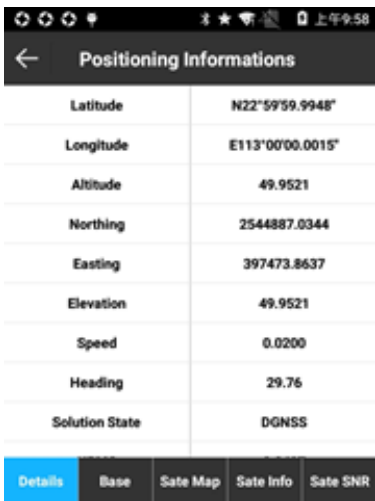 上午9:58
Positioning Informations
Latitude N22°59'59.9948"
Longitude E113°00'00.0015"
Altitude 49.9521
Northing 2544887.0344
Easting 397473.8637
Elevation 49.9521
Speed 0.0200
Heading 29.76
Solution State DGNSS
Details Base Sate Map Sate Info Sate SNR